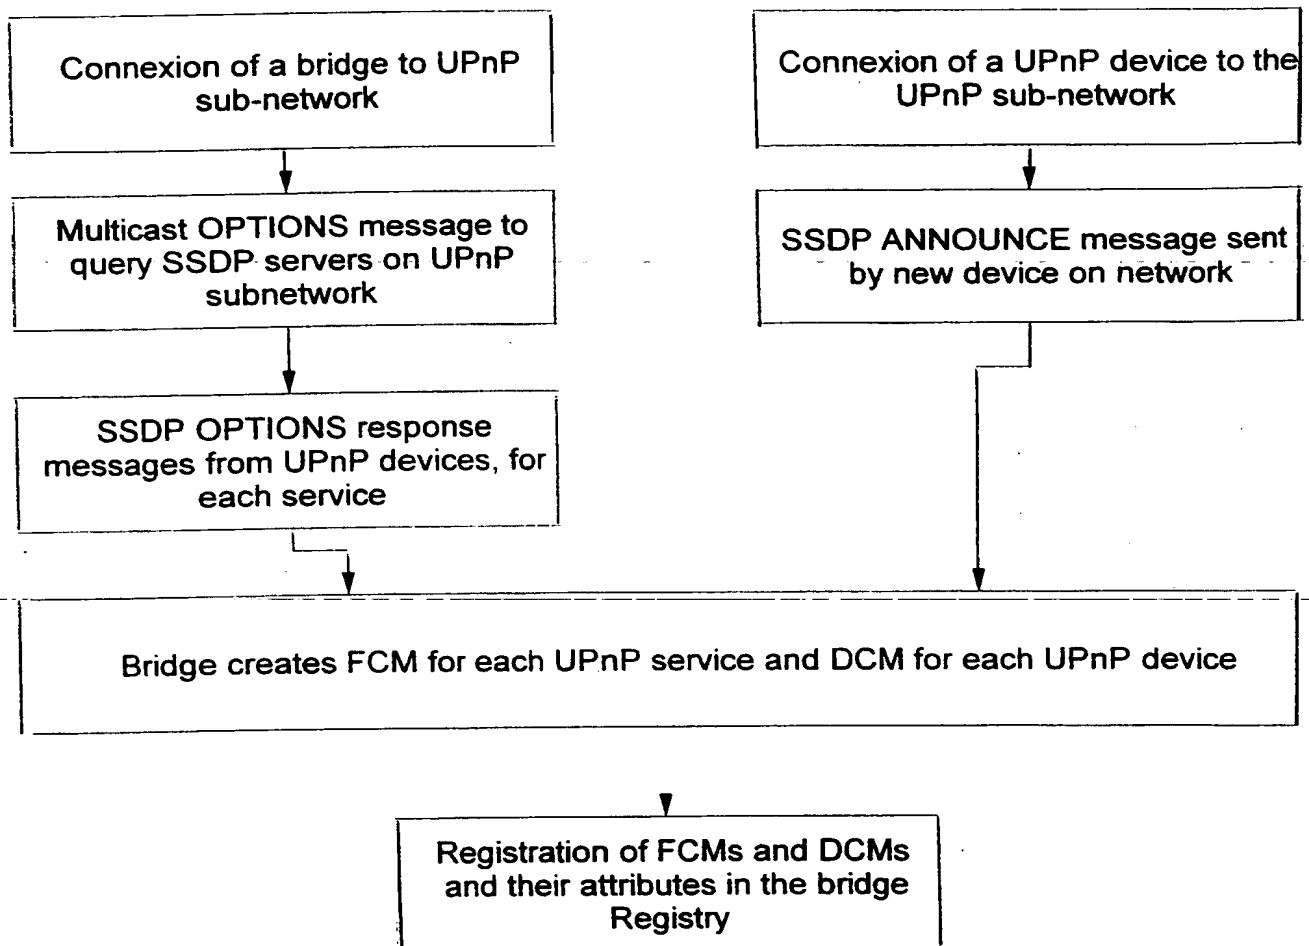 Connexion of a bridge to UPnP
sub-network
Connexion of a UPnP device to the
UPnP sub-network
Multicast OPTIONS message to
query SSDP servers on UPnP
subnetwork
SSDP ANNOUNCE message sent
by new device on network
SSDP OPTIONS response
messages from UPnP devices, for
each service
Bridge creates FCM for each UPnP service and DCM for each UPnP device
Registration of FCMs and DCMs
and their attributes in the bridge
Registry